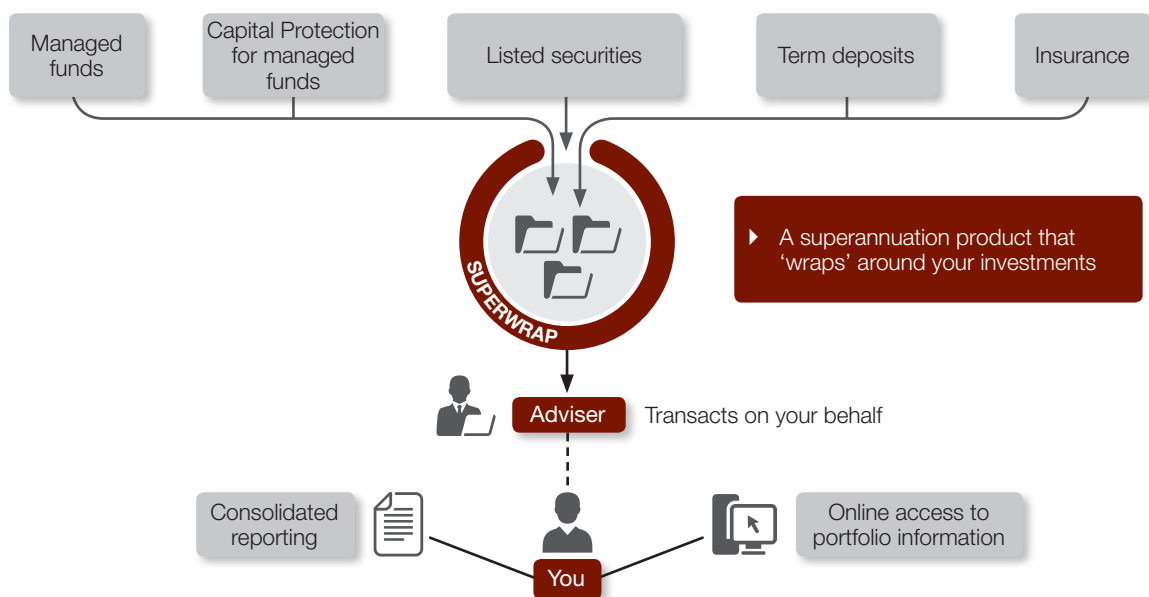 Managed
funds
Capital Protection
for managed
funds
Listed securities
Term deposits
Insurance
SUPERWRAP
A superannuation product that
‘wraps’ around your investments
Adviser
Transacts on your behalf
Consolidated
reporting
Online access to
portfolio information
You